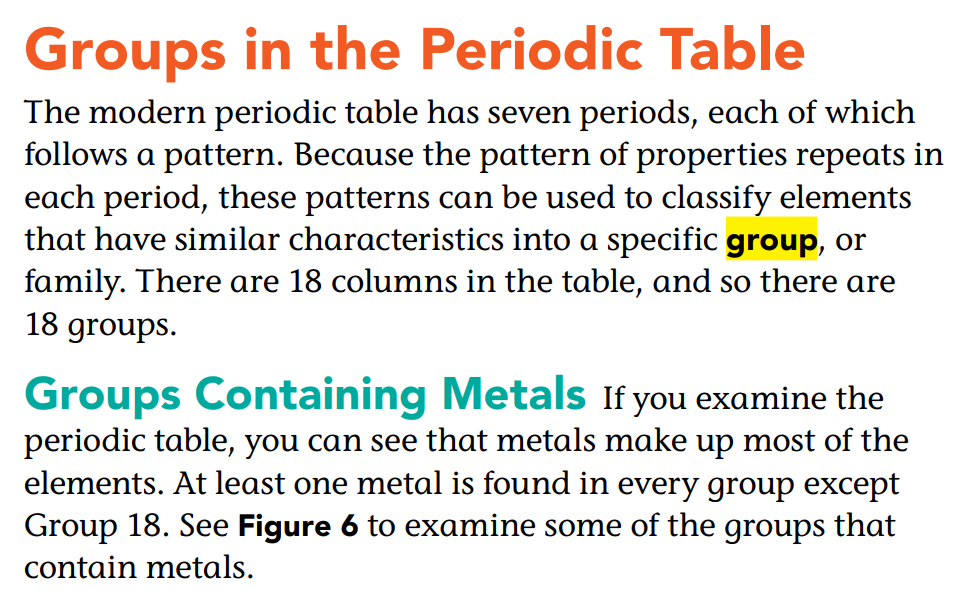 Groups in the Periodic Table
The modern periodic table has seven periods, each of which
follows a pattern. Because the pattern of properties repeats in
each period, these patterns can be used to classify elements
that have similar characteristics into a specific group, or
family. There are 18 columns in the table, and so there are
18 groups.
Groups Containing Metals If you examine the
periodic table, you can see that metals make up most of the
elements. At least one metal is found in every group except
Group 18. See Figure 6 to examine some of the groups that
contain metals.